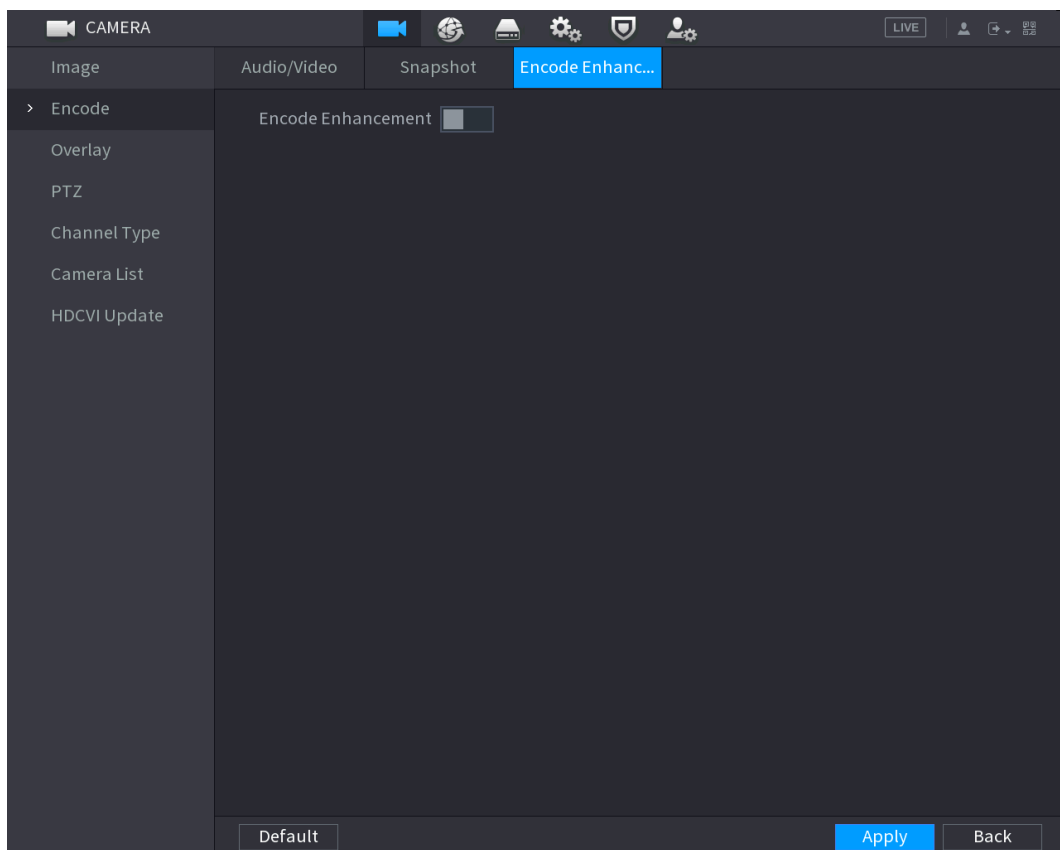 CAMERA
LIVE
Image
Audio/Video
Snapshot
Encode Enhanc...
Encode
Encode Enhancement
Overlay
PTZ
Channel Type
Camera List
HDCVI Update
Default
Apply
Back